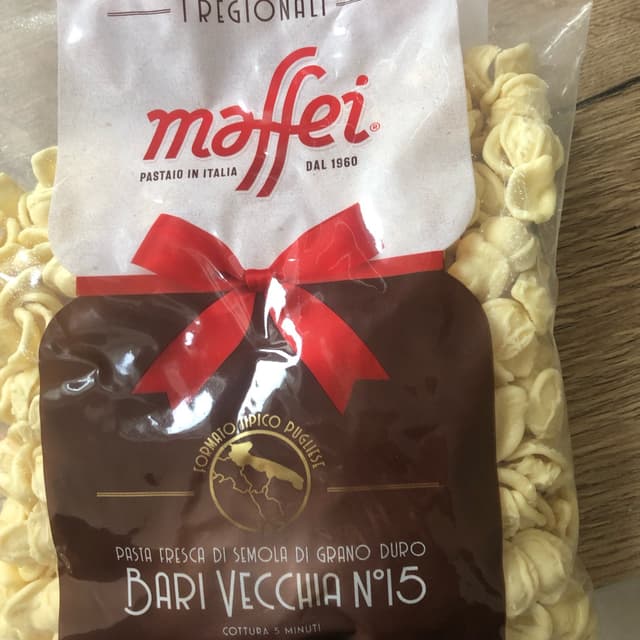 I REGIONALI
maffei®
PASTAIO IN ITALIA DAL 1960
FORMATO TIPICO PUGLIESE
PASTA FRESCA DI SEMOLA DI GRANO DURO
BARI VECCHIA N°15
COTTURA 5 MINUTI